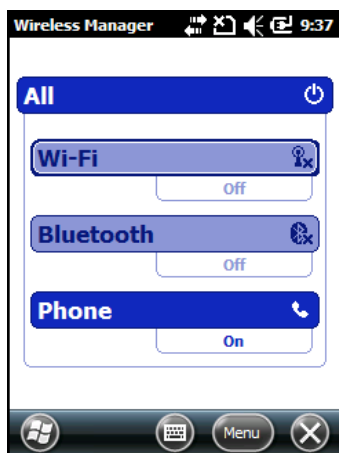 Wireless Manager 9:37
All
Wi-Fi
Off
Bluetooth
Off
Phone
On
Menu